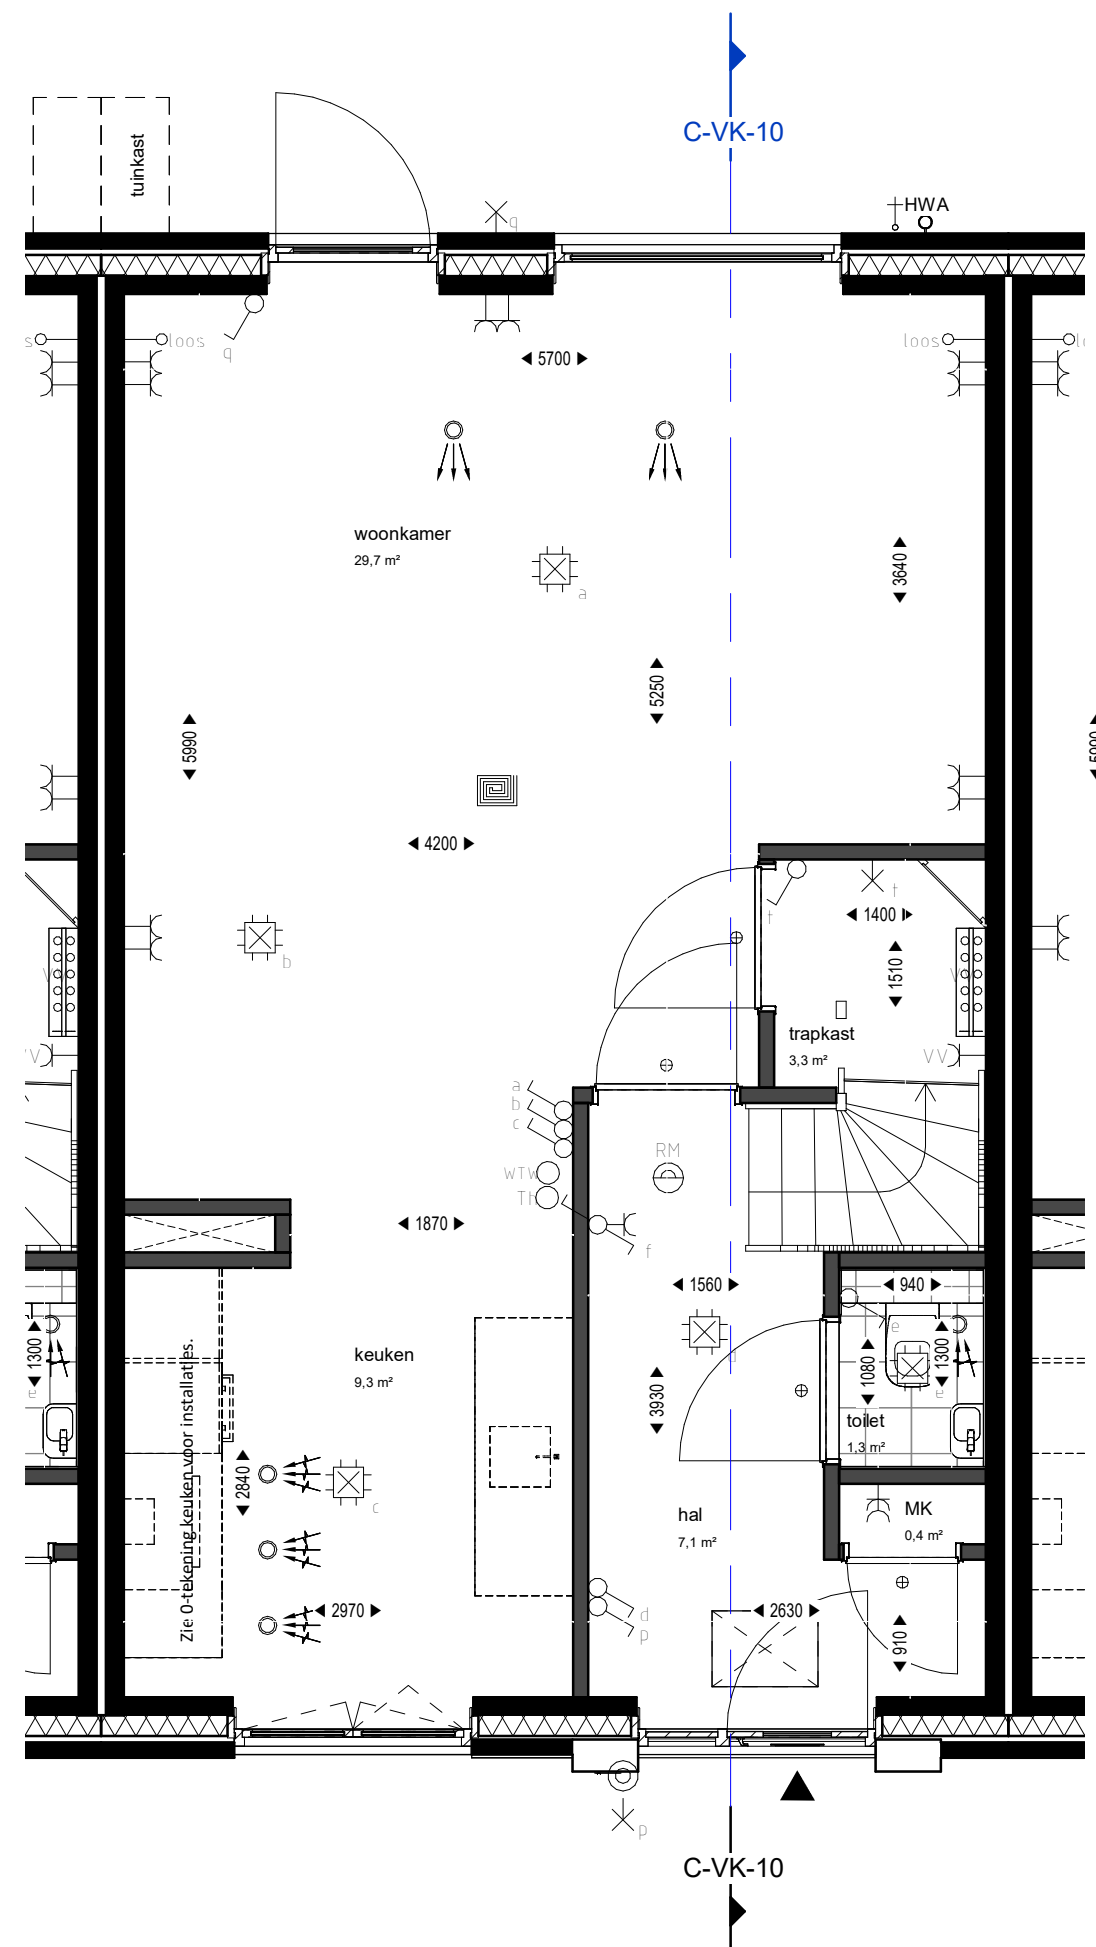 C-VK-10
tuinkast
HWA
q
q
loos
loos
5700
woonkamer
29,7 m²
a
3640
5250
5990
5990
4200
t
t
1400
1510
b
trapkast
3,3 m²
VV
VV
a
b
c
WTW
Th
RM
f
1870
1560
940
e
1300
1080
1300
e
e
d
keuken
9,3 m²
3930
toilet
1,3 m²
Zie 0-tekening keuken voor installaties.
2840
c
hal
7,1 m²
MK
0,4 m²
2970
d
p
2630
910
p
C-VK-10